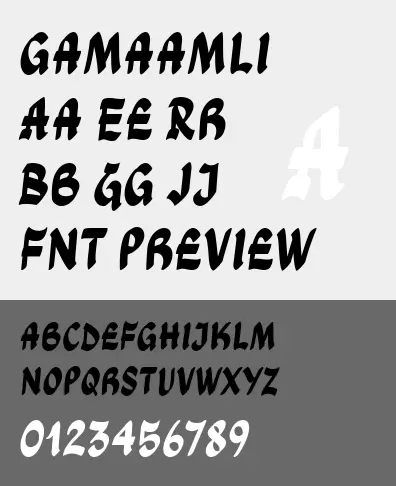 GAMAAMLI
AA EE RR
BB GG JJ
A
FNT PREVIEW
ABCDEFGHIJKLM
NOPQRSTUVWXYZ
0123456789